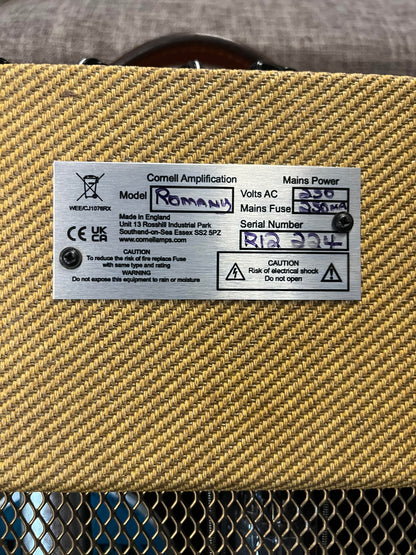 Cornell Amplification
Mains Power
Model ROMANY
Volts AC 230
Mains Fuse 250MA
WEE/CJ1078RX
Made in England
Unit 13 Rosshill Industrial Park
Southend-on-Sea Essex SS2 5PZ
www.cornellamps.com
Serial Number
R12 224
CE UK CA
CAUTION
To reduce the risk of fire replace Fuse
with same type and rating
WARNING
Do not expose this equipment to rain or moisture
CAUTION
Risk of electrical shock
Do not open